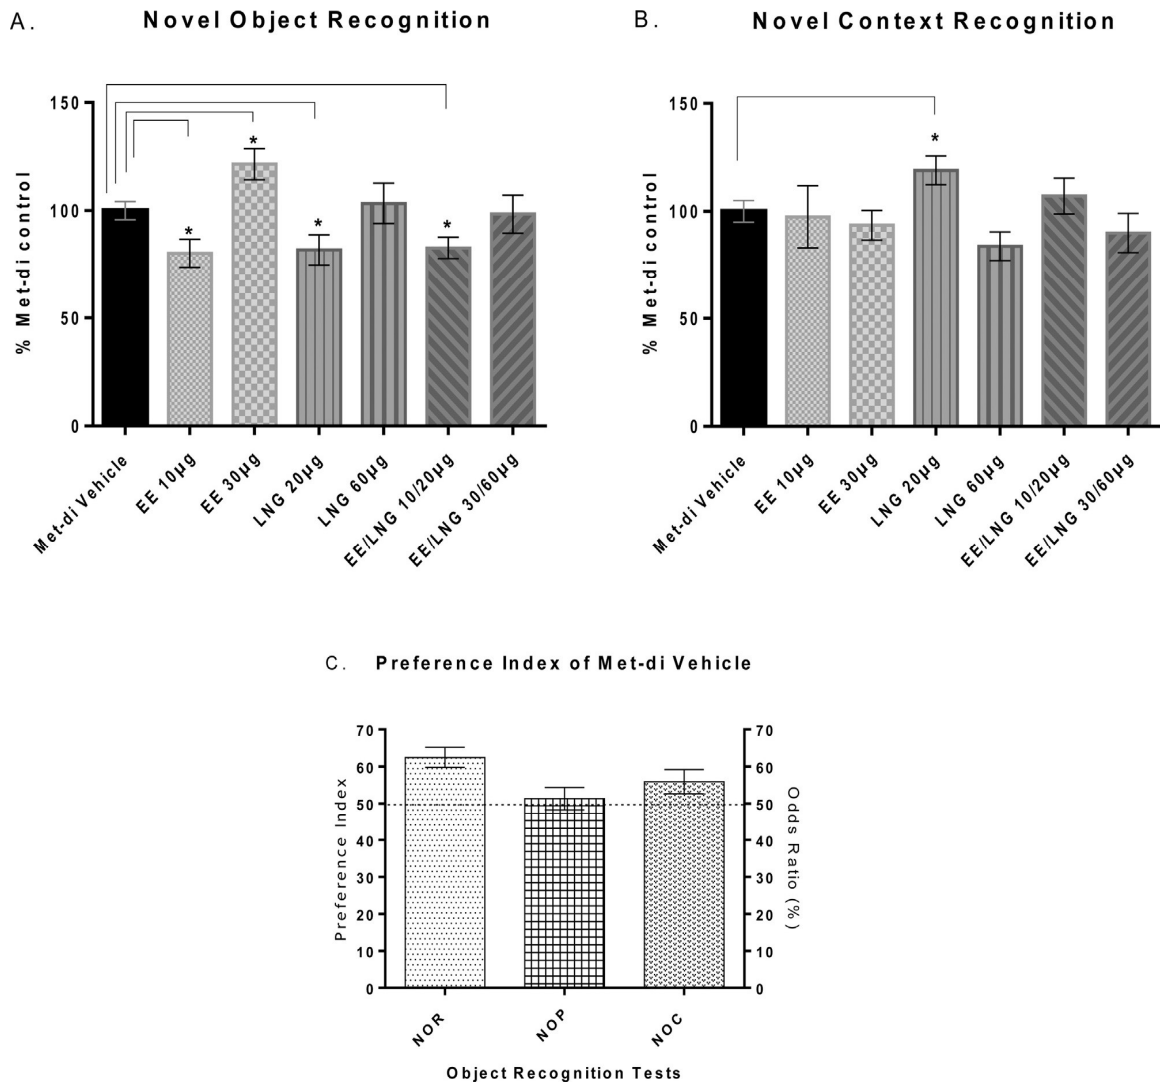 A. Novel Object Recognition
% Met-di control
150
*
*
*
*
100
50
0
Met-di Vehicle
EE 10µg
EE 30µg
LNG 20µg
LNG 60µg
EE/LNG 10/20µg
EE/LNG 30/60µg
B. Novel Context Recognition
% Met-di control
150
*
100
50
0
Met-di Vehicle
EE 10µg
EE 30µg
LNG 20µg
LNG 60µg
EE/LNG 10/20µg
EE/LNG 30/60µg
C. Preference Index of Met-di Vehicle
Preference Index
70
60
50
40
30
20
10
0
70
60
50
40
30
20
10
0
Odds Ratio (%)
NOR
NOP
NOC
Object Recognition Tests